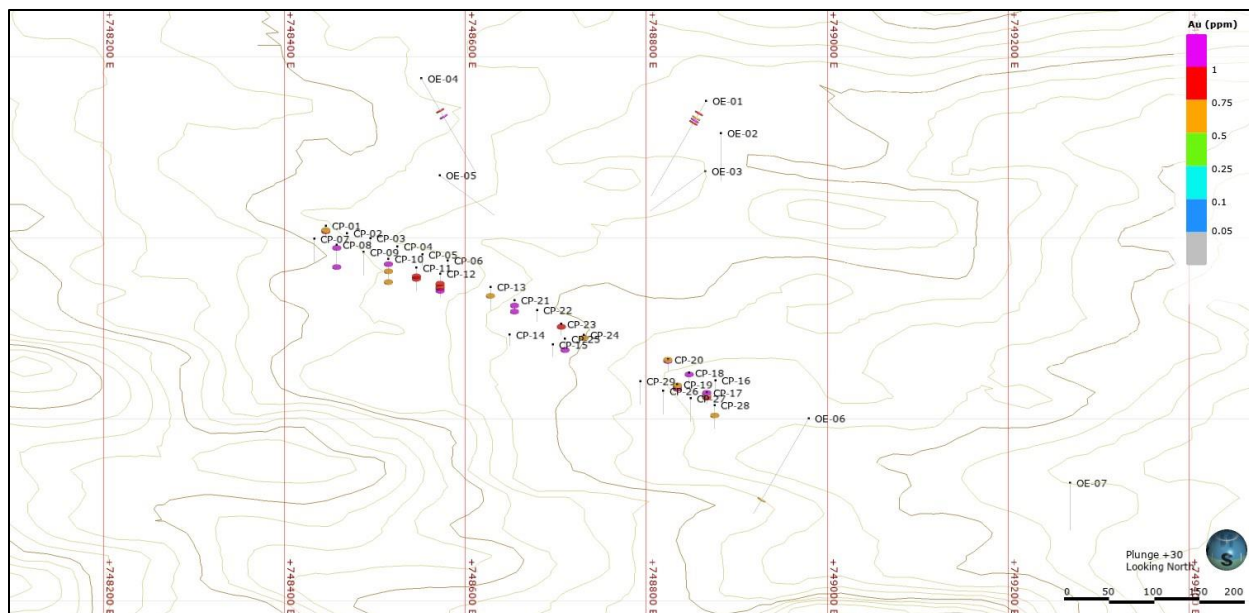 +748200 E
+748400 E
+748600 E
+748800 E
+749000 E
+749200 E
Au (ppm)
1
0.75
0.5
0.25
0.1
0.05
OE-04
OE-01
OE-02
OE-05
OE-03
CP-01
CP-02
CP-07
CP-03
CP-08
CP-04
CP-09
CP-05
CP-10
CP-06
CP-11
CP-12
CP-13
CP-21
CP-22
CP-23
CP-14
CP-24
CP-25
CP-15
CP-20
CP-18
CP-29
CP-19
CP-16
CP-26
CP-17
CP-27
CP-28
OE-06
OE-07
Plunge +30
Looking North
S
0 50 100 150 200
+748200 E
+748400 E
+748600 E
+748800 E
+749000 E
+749200 E